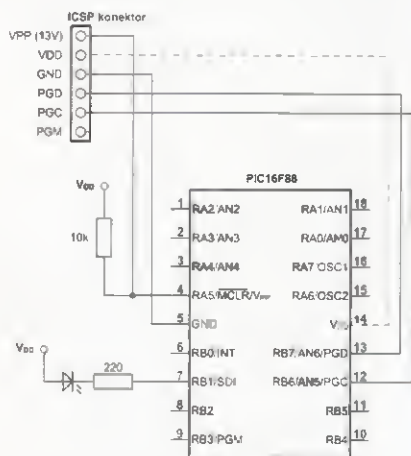 ICSP konektor
VPP (13V)
VDD
GND
PGD
PGC
PGM
VDD
10k
PIC16F88
1 RA2/AN2 RA1/AN1 18
2 RA3/AN3 RA0/AN0 17
3 RA4/AN4 RA7/OSC1 16
4 RA5/MCLR/VPP RA6/OSC2 15
5 GND VDD 14
6 RB0/INT RB7/AN6/PGD 13
VDD
220
7 RB1/SDI RB6/AN5/PGC 12
8 RB2 RB5 11
9 RB3/PGM RB4 10